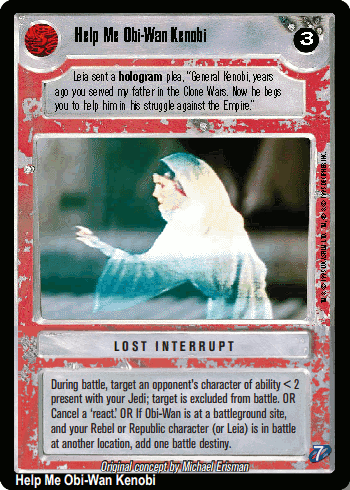 Help Me Obi-Wan Kenobi
3
Leia sent a hologram plea, "General Kenobi, years
ago you served my father in the Clone Wars. Now he begs
you to help him in his struggle against the Empire."
LOST INTERRUPT
During battle, target an opponent's character of ability < 2
present with your Jedi; target is excluded from battle. OR
Cancel a 'react.' OR If Obi-Wan is at a battleground site,
and your Rebel or Republic character (or Leia) is in battle
at another location, add one battle destiny.
7
Original concept by Michael Erisman
Help Me Obi-Wan Kenobi